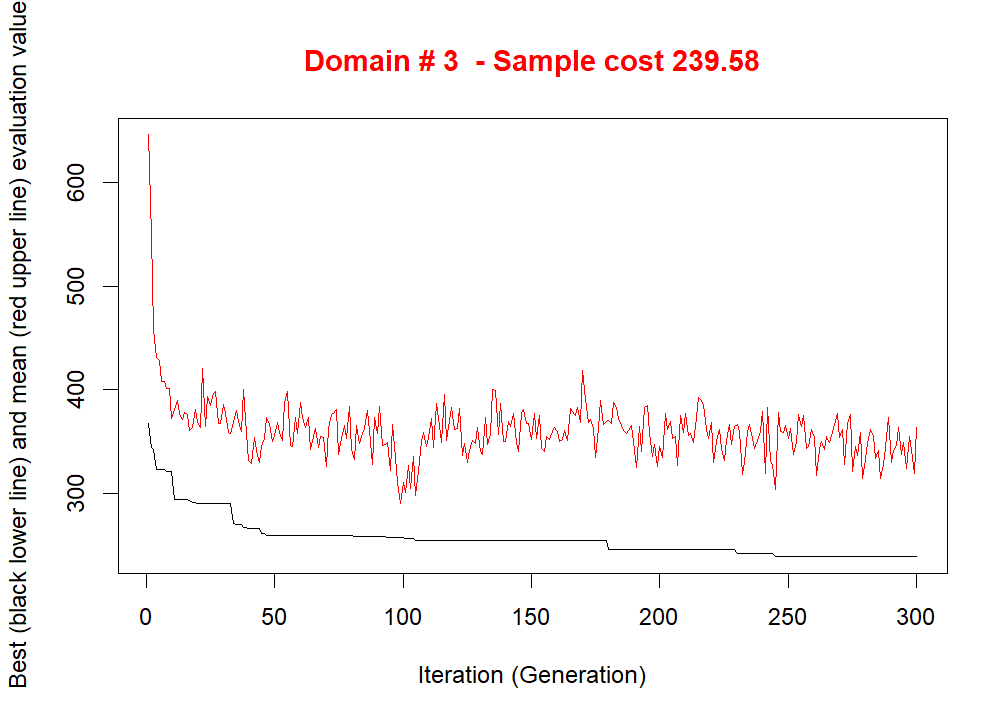 Domain # 3  - Sample cost 239.58
Best (black lower line) and mean (red upper line) evaluation value
600
500
400
300
0 50 100 150 200 250 300
Iteration (Generation)